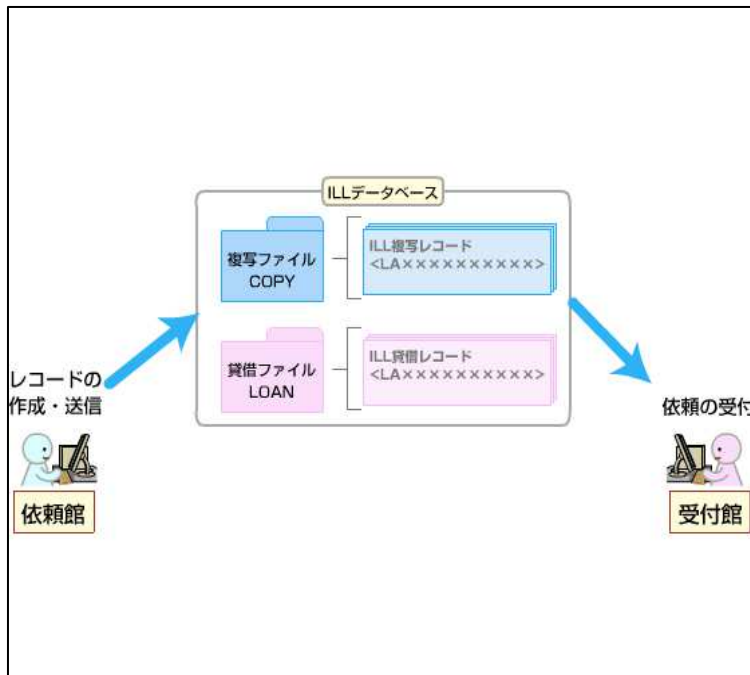 ILLデータベース
複写ファイル
COPY
ILL複写レコード
<LA××××××××××>
貸借ファイル
LOAN
ILL貸借レコード
<LA××××××××××>
レコードの
作成・送信
依頼館
依頼の受付
受付館